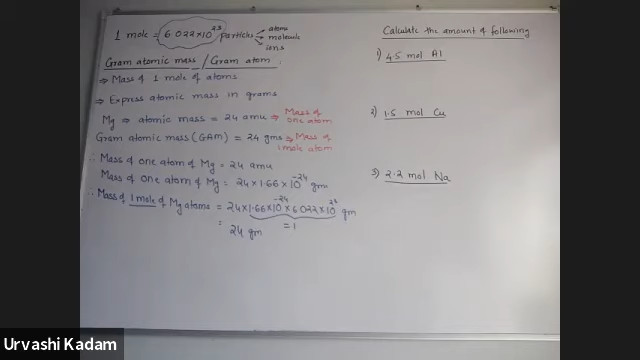 1 mole = 6.022×10²³ particles
atoms
molecule
ions
Gram atomic mass / Gram atom.
⇒ Mass of 1 mole of atoms
⇒ Express atomic mass in grams
Mg ⇒ atomic mass = 24 amu ⇒ Mass of
one atom
Gram atomic mass (GAM) = 24 gms ⇒ Mass of
1 mole atom
∴ Mass of one atom of Mg = 24 amu
Mass of one atom of Mg = 24×1.66×10⁻²⁴ gm
∴ Mass of 1 mole of Mg atoms = 24×1.66×10⁻²⁴×6.022×10²³ gm
= 24 gm = 1
Calculate the amount of following
1) 4.5 mol Al
2) 1.5 mol Cu
3) 2.2 mol Na
Urvashi Kadam